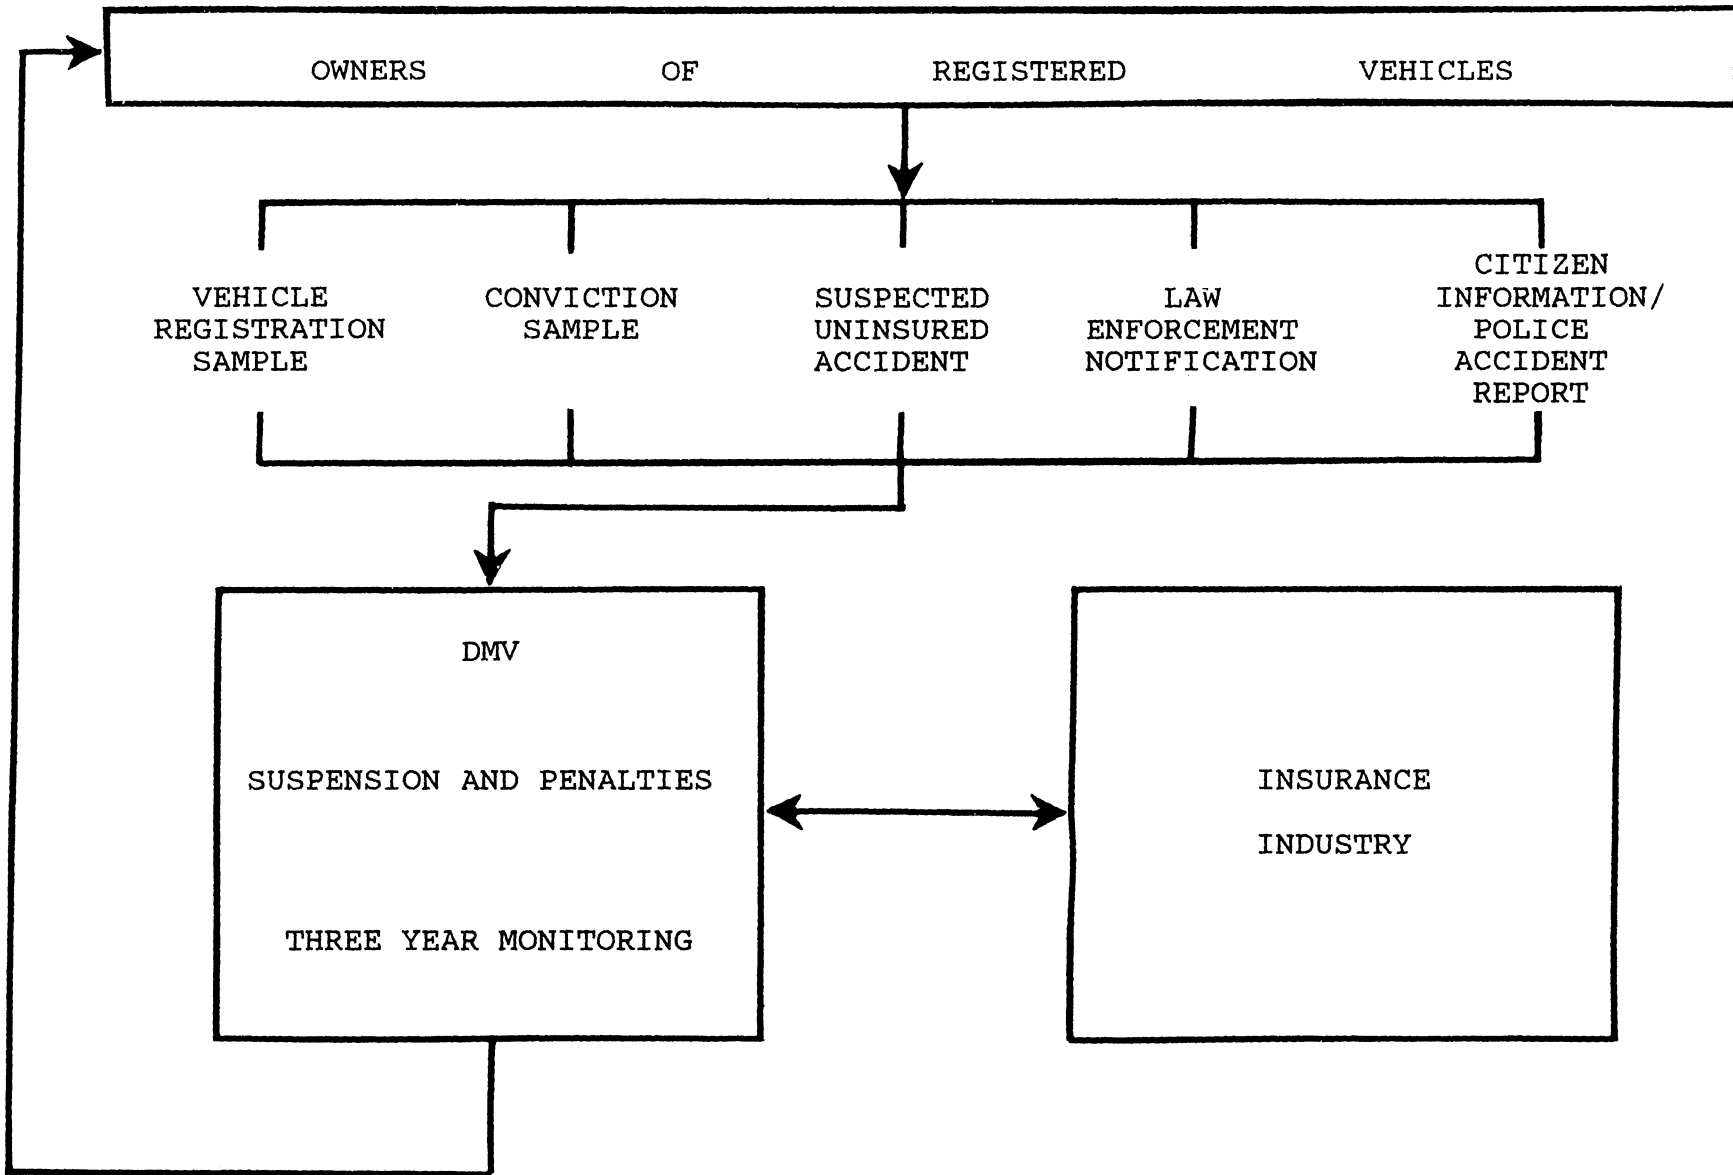 OWNERS OF REGISTERED VEHICLES
VEHICLE
REGISTRATION
SAMPLE
CONVICTION
SAMPLE
SUSPECTED
UNINSURED
ACCIDENT
LAW
ENFORCEMENT
NOTIFICATION
CITIZEN
INFORMATION/
POLICE
ACCIDENT
REPORT
DMV
SUSPENSION AND PENALTIES
THREE YEAR MONITORING
INSURANCE
INDUSTRY